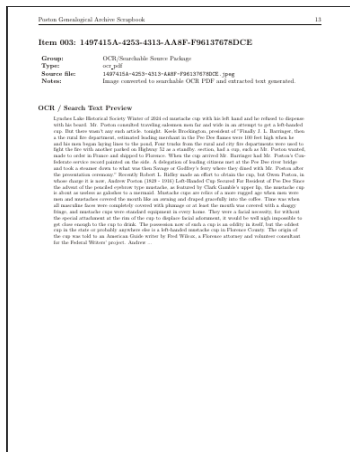 Poston Genealogical Archive Scrapbook 13
Item 003: 1497415A-4253-4313-AA8F-F96137678DCE
Group: OCR/Searchable Source Package
Type: ocr_pdf
Source file: 1497415A-4253-4313-AA8F-F96137678DCE.jpeg
Notes: Image converted to searchable OCR PDF and extracted text generated.
OCR / Search Text Preview
Lynches Lake Historical Society Winter of 2024 of mustache cup with his left hand and he refused to dispense
with his beard. Mr. Poston consulted traveling salesmen near far and wide in an attempt to get a left-handed
cup. But there wasn't any such article. tonight. Keels Brockington, president of "Finally J. L. Barringer, then
a the rural fire department, estimated leading merchant in the Pee Dee flames were 100 feet high when he
and his men began laying lines to the pond. Four trucks from the rural and city fire departments were used to
fight the fire with another parked on Highway 52 as a standby. section, had a cup, such as Mr. Poston wanted,
made to order in France and shipped to Florence. When the cup arrived Mr. Barringer had Mr. Poston's Con-
federate service record painted on the side. A delegation of leading citizens met at the Pee Dee river bridge
and took a steamer to what was then Savage or Godfrey's ferry where they dined with Mr. Poston after
the presentation ceremony." Recently Robert L. Ridley made an effort to obtain the cup, but Owen Poston, in
whose charge it is now. Andrew Poston (1839 - 1916) Left-Handed Cup Secured For Resident of Pee Dee Since
the advent of the penciled eyebrow type mustache, as featured by Clark Gamble's upper lip, the mustache cup
is about as useless as galoshes to a mermaid. Mustache cups are relics of a more rugged age when men were
men and mustaches covered the mouth like an awning and draped gracefully into the coffee. Time was when
all masculine faces were completely covered with plumage or at least the mouth was covered with a shaggy
fringe, and mustache cups were standard equipment in every home. They were a facial necessity, for without
the special attachment at the rim of the cup to displace facial adornment, it would be well nigh impossible to
get close enough to the cup to drink. The possession now of such a cup is an oddity in itself, but the oddest
cup in the state or probably anywhere else is a left-handed mustache cup in Florence County. The origin of
the cup was told to an American Guide writer by Fred Wilson, a Florence attorney and volunteer consultant
for the Federal Writers' project. Andrew ...